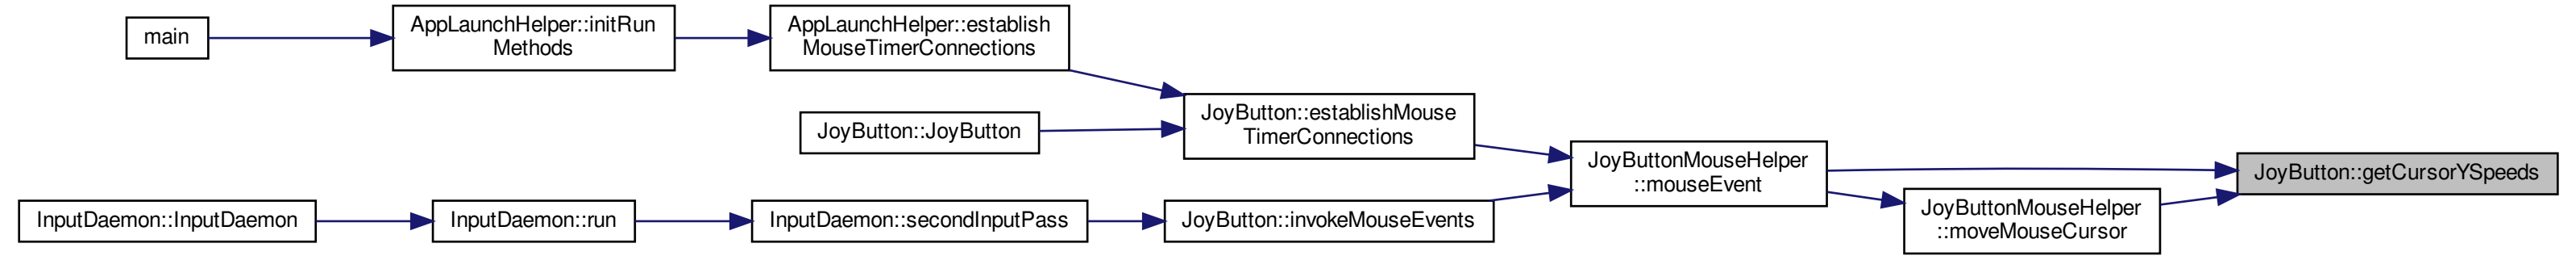 main
AppLaunchHelper::initRun
Methods
AppLaunchHelper::establish
MouseTimerConnections
JoyButton::JoyButton
JoyButton::establishMouse
TimerConnections
JoyButtonMouseHelper
::mouseEvent
JoyButton::getCursorYSpeeds
JoyButtonMouseHelper
::moveMouseCursor
InputDaemon::InputDaemon
InputDaemon::run
InputDaemon::secondInputPass
JoyButton::invokeMouseEvents